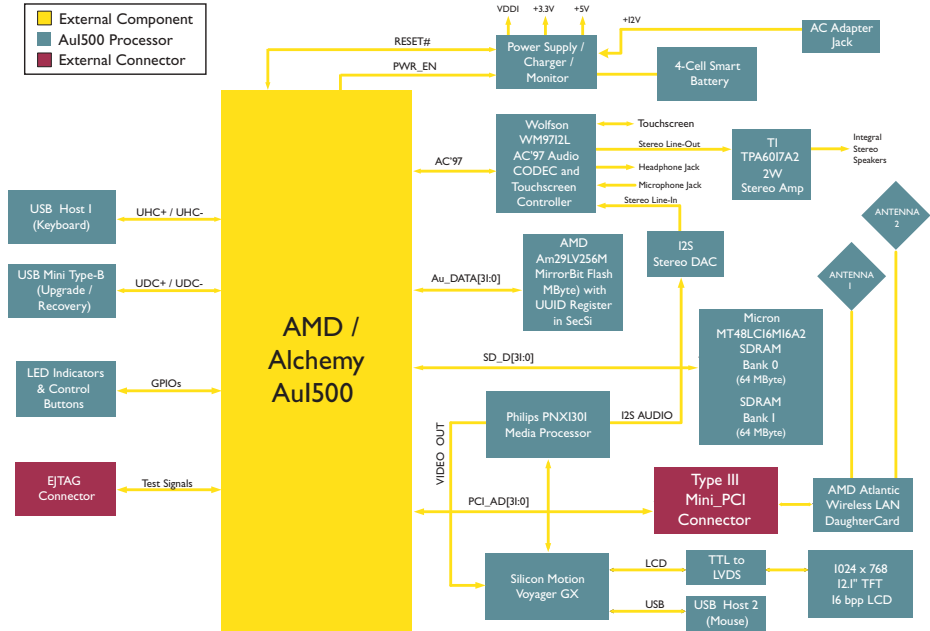 External Component
Au1500 Processor
External Connector
VDDI
+3.3V
+5V
+12V
RESET#
PWR_EN
Power Supply /
Charger /
Monitor
AC Adapter
Jack
4-Cell Smart
Battery
AMD /
Alchemy
Au1500
AC'97
Wolfson
WM9712L
AC'97 Audio
CODEC and
Touchscreen
Controller
Touchscreen
Stereo Line-Out
Headphone Jack
Microphone Jack
Stereo Line-In
TI
TPA6017A2
2W
Stereo Amp
Integral
Stereo
Speakers
USB Host 1
(Keyboard)
UHC+ / UHC-
USB Mini Type-B
(Upgrade /
Recovery)
UDC+ / UDC-
LED Indicators
& Control
Buttons
GPIOs
EJTAG
Connector
Test Signals
Au_DATA[31:0]
AMD
Am29LV256M
MirrorBit Flash
MByte) with
UUID Register
in SecSi
I2S
Stereo DAC
ANTENNA
1
ANTENNA
2
SD_D[31:0]
Micron
MT48LC16M16A2
SDRAM
Bank 0
(64 MByte)
SDRAM
Bank 1
(64 MByte)
Philips PNX1301
Media Processor
I2S AUDIO
VIDEO OUT
PCI_AD[31:0]
Type III
Mini_PCI
Connector
AMD Atlantic
Wireless LAN
DaughterCard
Silicon Motion
Voyager GX
LCD
TTL to
LVDS
1024 x 768
12.1" TFT
16 bpp LCD
USB
USB Host 2
(Mouse)